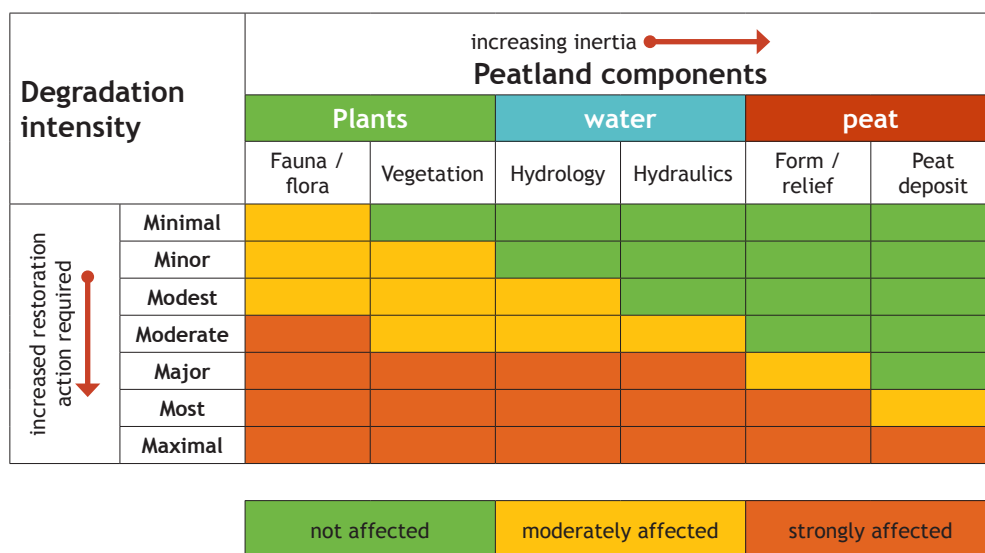 Degradation
intensity
increasing inertia
Peatland components
Plants
water
peat
Fauna /
flora
Vegetation
Hydrology
Hydraulics
Form /
relief
Peat
deposit
increased restoration
action required
Minimal
Minor
Modest
Moderate
Major
Most
Maximal
not affected
moderately affected
strongly affected